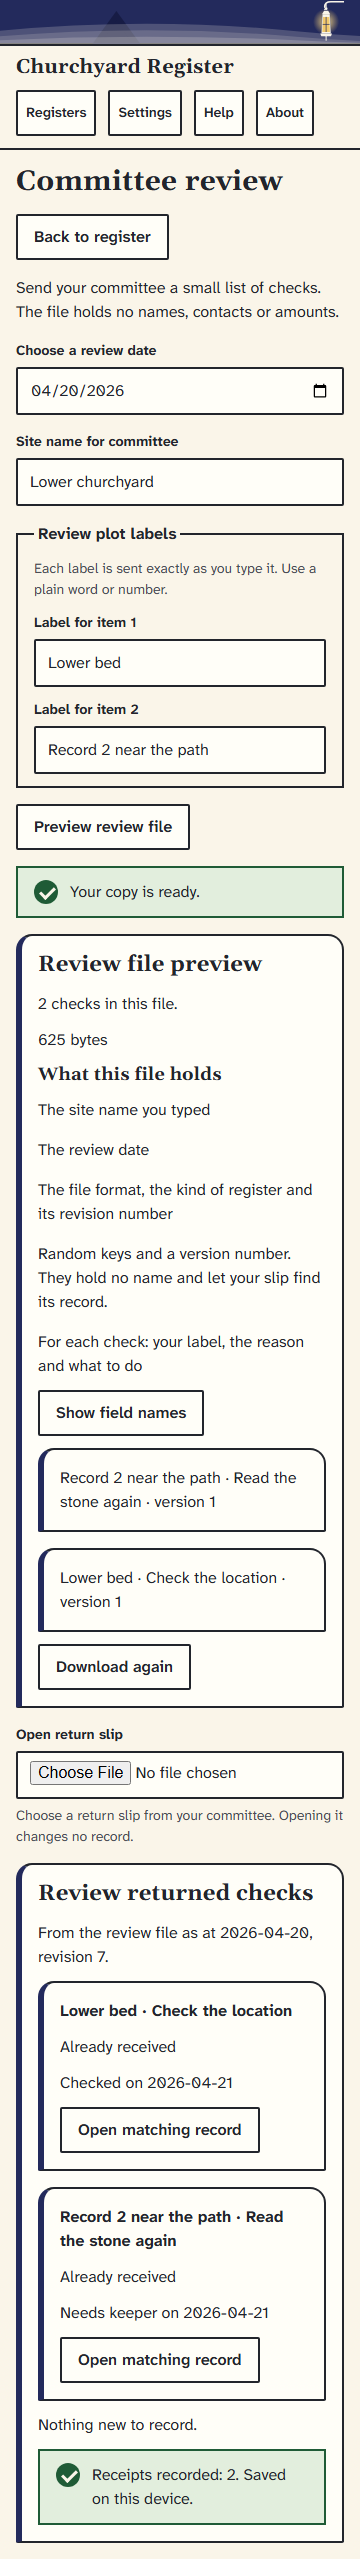 Churchyard Register
Registers
Settings
Help
About
Committee review
Back to register
Send your committee a small list of checks.
The file holds no names, contacts or amounts.
Choose a review date
04/20/2026
Site name for committee
Lower churchyard
Review plot labels
Each label is sent exactly as you type it. Use a
plain word or number.
Label for item 1
Lower bed
Label for item 2
Record 2 near the path
Preview review file
Your copy is ready.
Review file preview
2 checks in this file.
625 bytes
What this file holds
The site name you typed
The review date
The file format, the kind of register and
its revision number
Random keys and a version number.
They hold no name and let your slip find
its record.
For each check: your label, the reason
and what to do
Show field names
Record 2 near the path · Read the
stone again · version 1
Lower bed · Check the location ·
version 1
Download again
Open return slip
Choose File No file chosen
Choose a return slip from your committee. Opening it
changes no record.
Review returned checks
From the review file as at 2026-04-20,
revision 7.
Lower bed · Check the location
Already received
Checked on 2026-04-21
Open matching record
Record 2 near the path · Read
the stone again
Already received
Needs keeper on 2026-04-21
Open matching record
Nothing new to record.
Receipts recorded: 2. Saved
on this device.